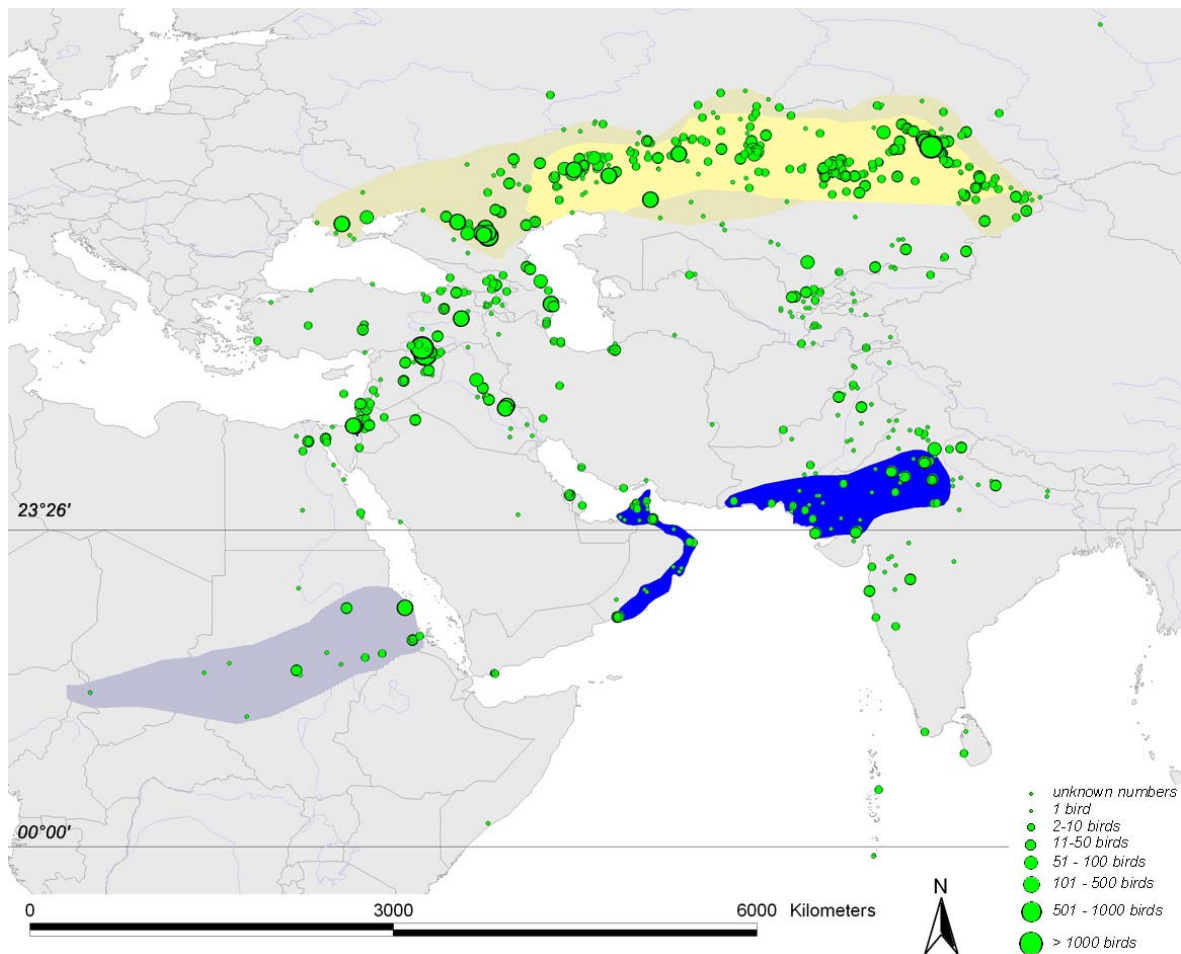 23°26'
00°00'
unknown numbers
1 bird
2-10 birds
11-50 birds
51 - 100 birds
101 - 500 birds
501 - 1000 birds
> 1000 birds
N
0 3000 6000 Kilometers